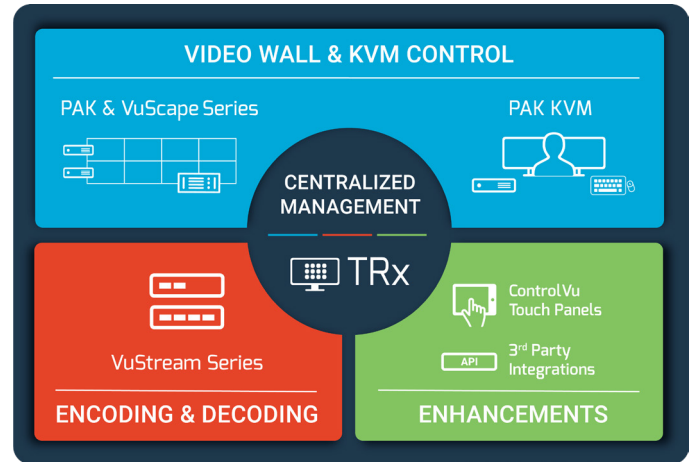 VIDEO WALL & KVM CONTROL
PAK & VuScape Series
PAK KVM
CENTRALIZED
MANAGEMENT
TRx
VuStream Series
ENCODING & DECODING
ControlVu
Touch Panels
API
3rd Party
Integrations
ENHANCEMENTS